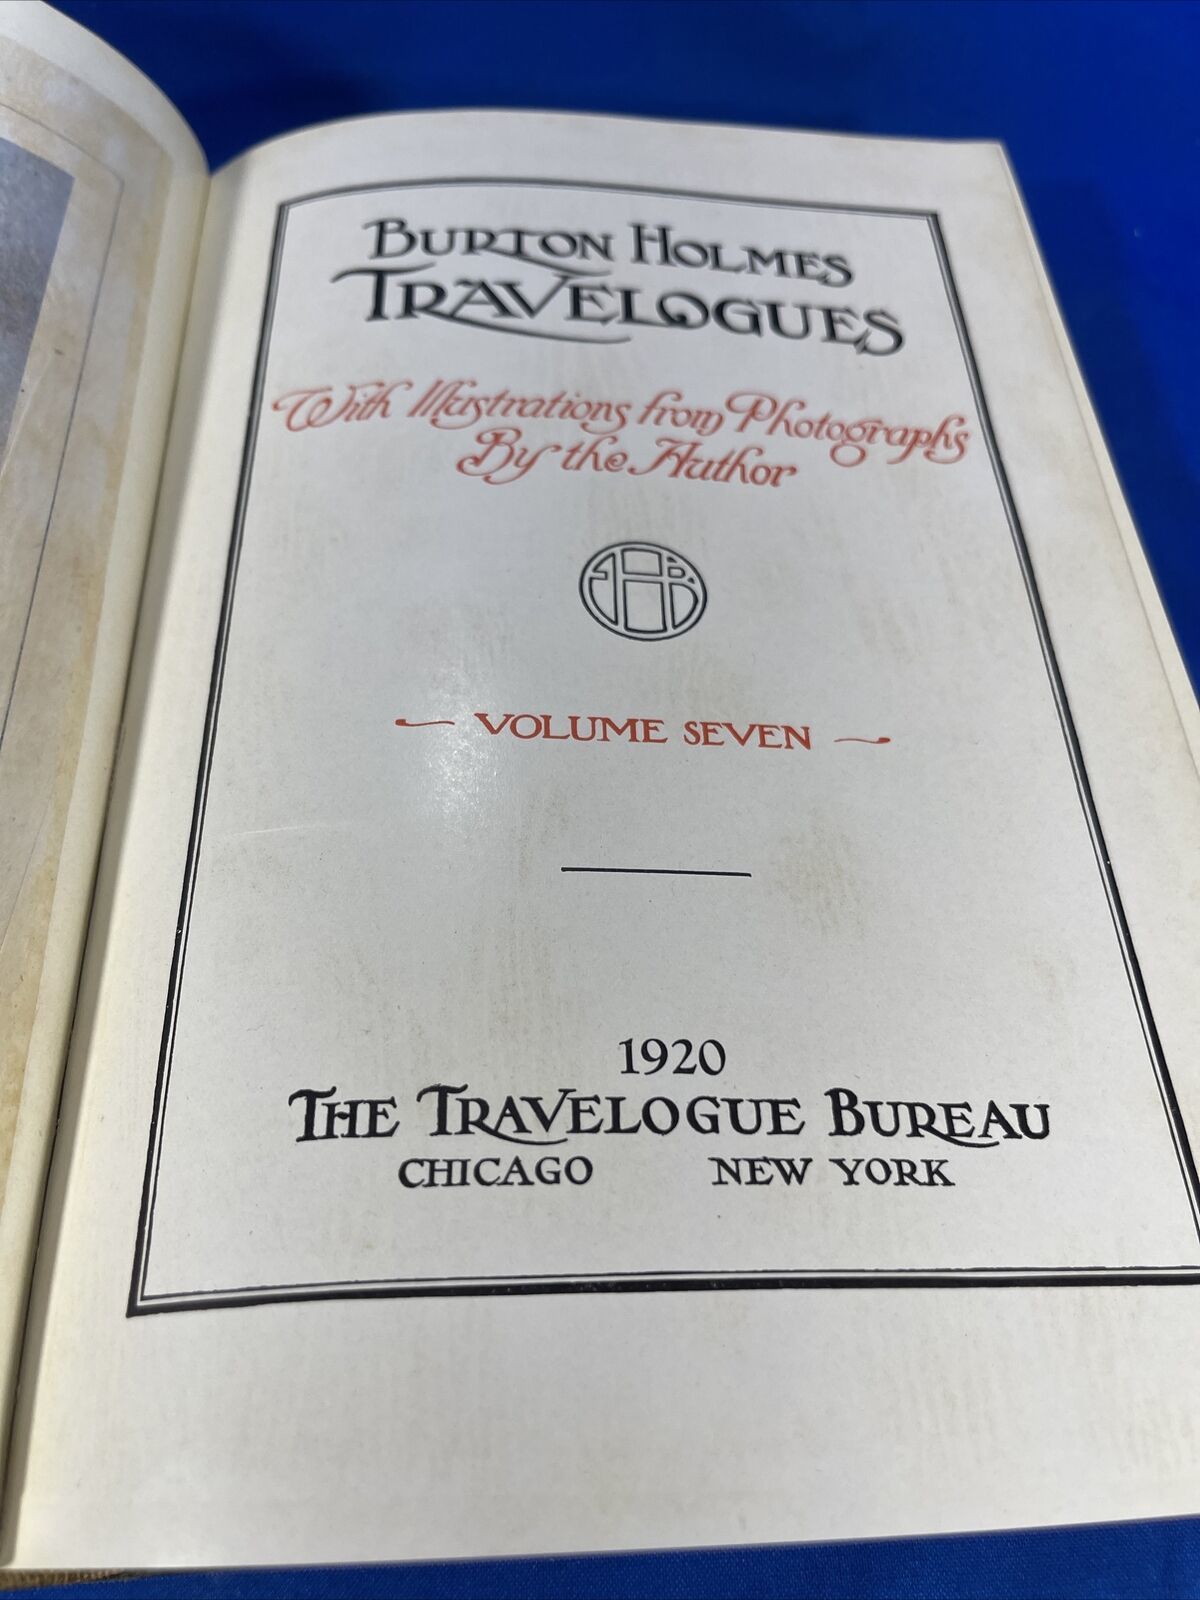 BURTON HOLMES
TRAVELOGUES
With Illustrations from Photographs
By the Author
VOLUME SEVEN
1920
THE TRAVELOGUE BUREAU
CHICAGO NEW YORK